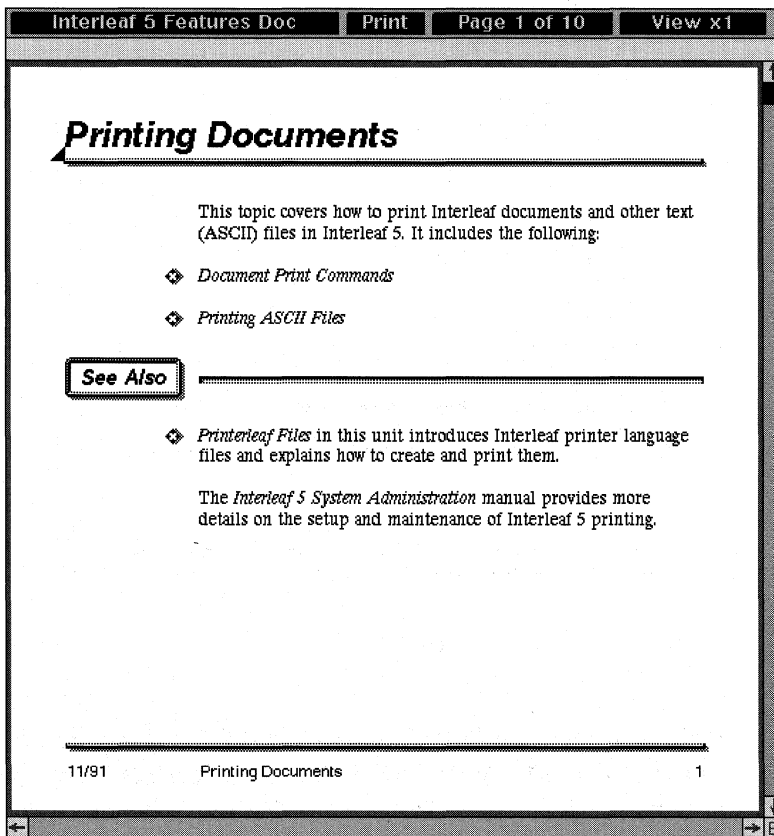 Interleaf 5 Features Doc Print Page 1 of 10 View x1
Printing Documents
This topic covers how to print Interleaf documents and other text
(ASCII) files in Interleaf 5. It includes the following:
Document Print Commands
Printing ASCII Files
See Also
Printerleaf Files in this unit introduces Interleaf printer language
files and explains how to create and print them.
The Interleaf 5 System Administration manual provides more
details on the setup and maintenance of Interleaf 5 printing.
11/91 Printing Documents 1